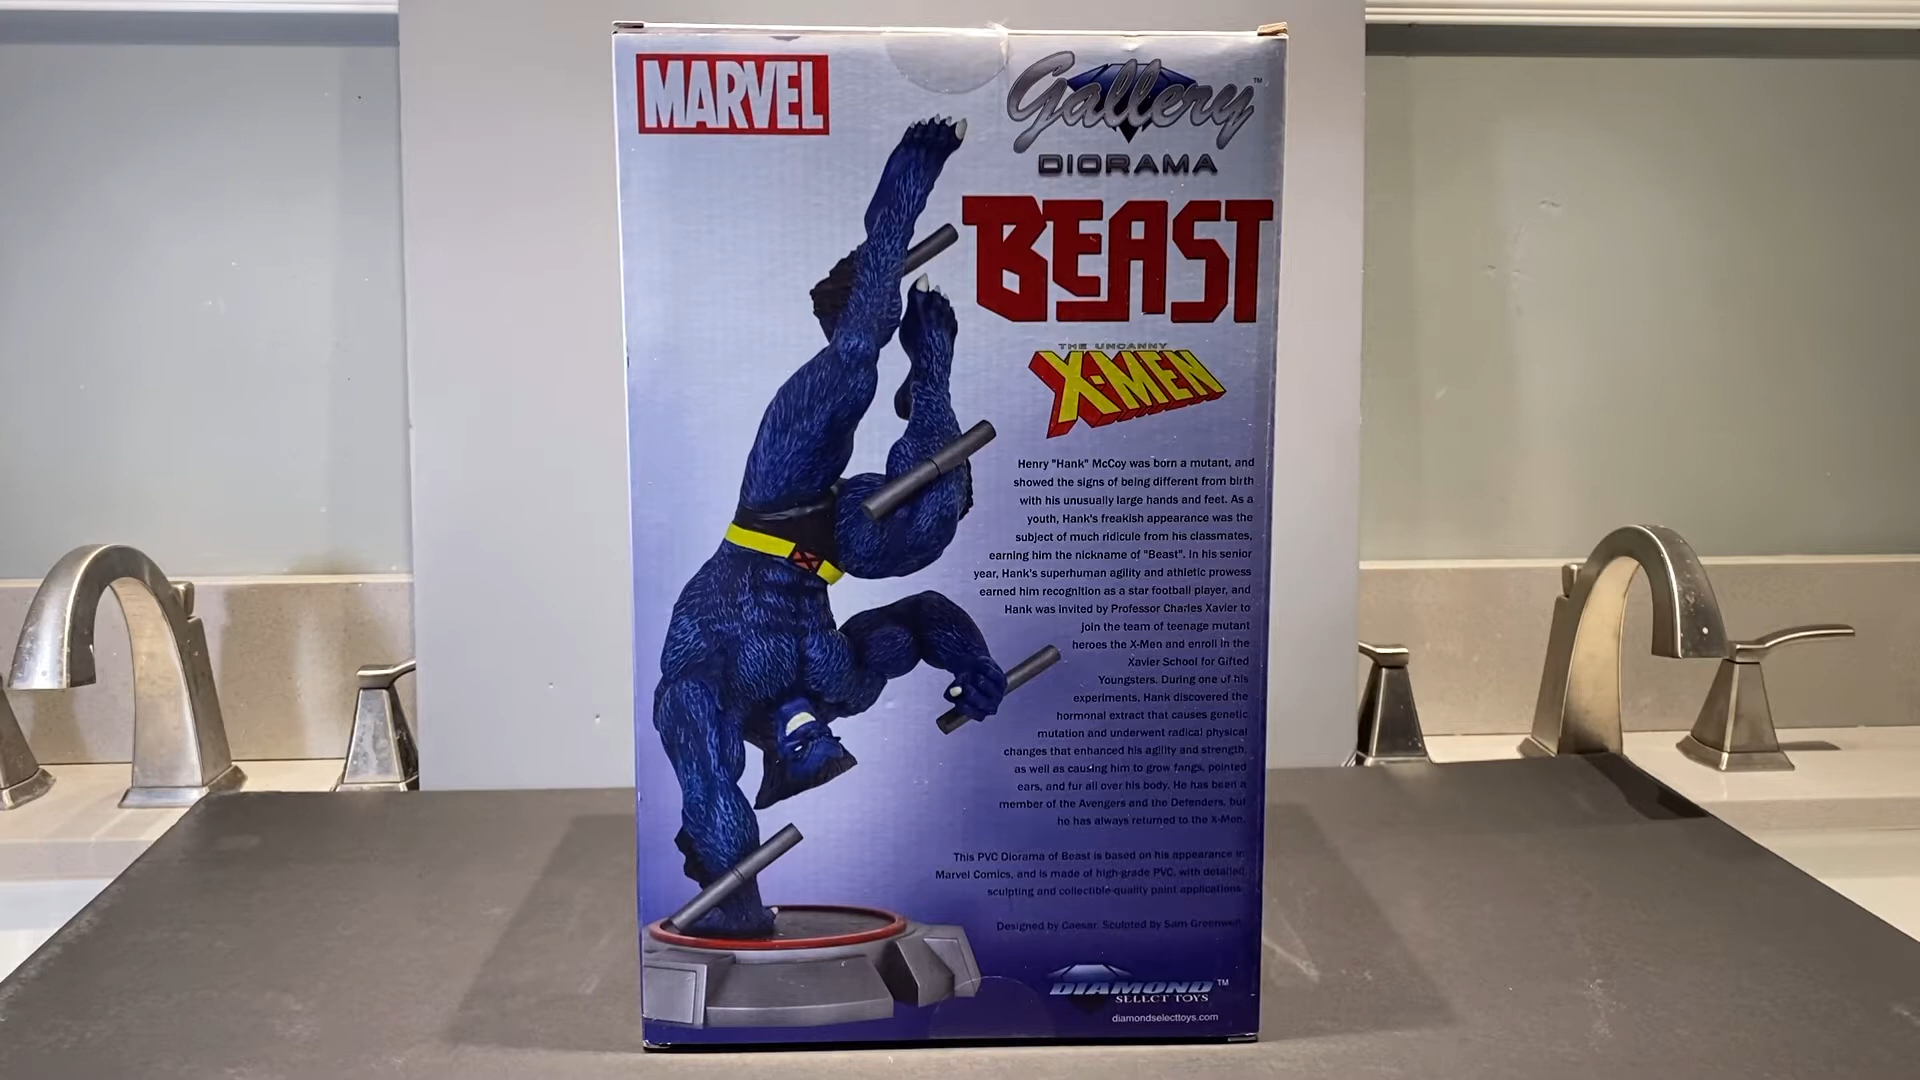 MARVEL
Gallery™
DIORAMA
BEAST
THE UNCANNY
X-MEN
Henry "Hank" McCoy was born a mutant, and
showed the signs of being different from birth
with his unusually large hands and feet. As a
youth, Hank's freakish appearance was the
subject of much ridicule from his classmates,
earning him the nickname of "Beast". In his senior
year, Hank's superhuman agility and athletic prowess
earned him recognition as a star football player, and
Hank was invited by Professor Charles Xavier to
join the team of teenage mutant
heroes the X-Men and enroll in the
Xavier School for Gifted
Youngsters. During one of his
experiments, Hank discovered the
hormonal extract that causes genetic
mutation and underwent radical physical
changes that enhanced his agility and strength,
as well as causing him to grow fangs, pointed
ears, and fur all over his body. He has been a
member of the Avengers and the Defenders, but
he has always returned to the X-Men.
This PVC Diorama of Beast is based on his appearance in
Marvel Comics, and is made of high-grade PVC, with detailed
sculpting and collectible-quality paint applications.
Designed by Caesar. Sculpted by Sam Greenwell.
DIAMOND™
SELECT TOYS
diamondselecttoys.com